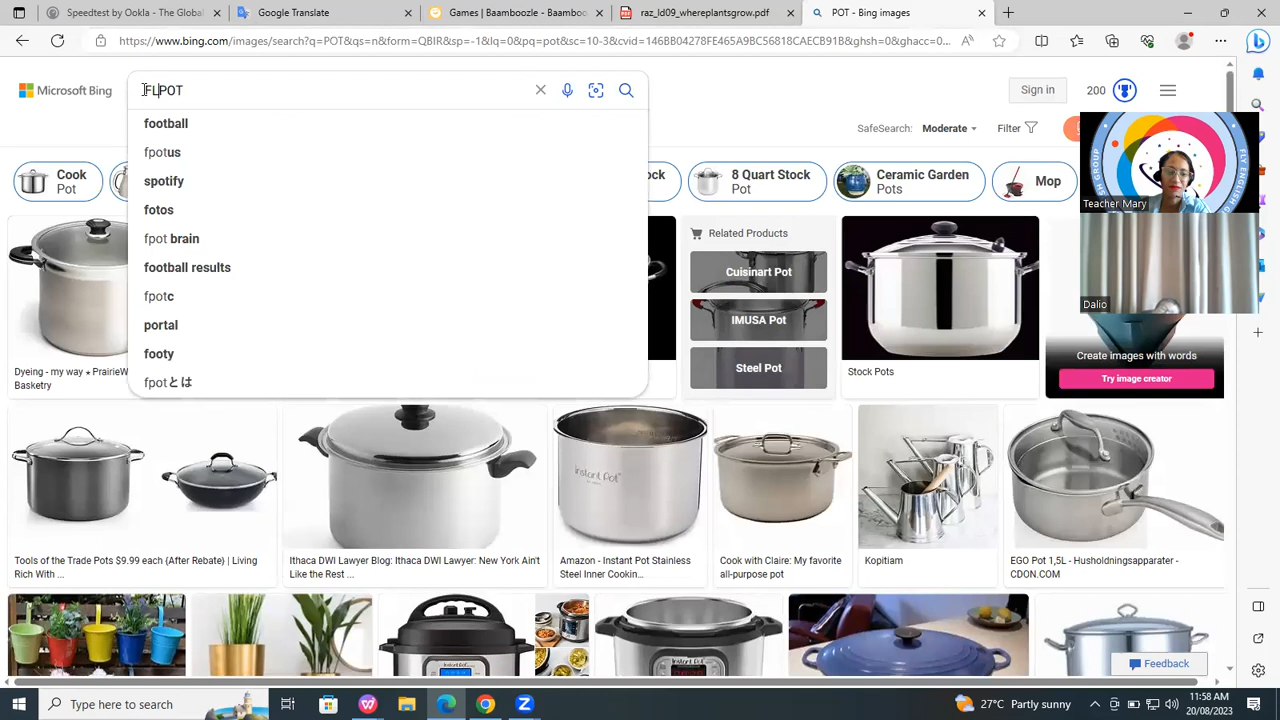 Speedtest by Ookla - The Global
Google Translate
Games | Baamboozle - Baamboo
raz_ld09_whereplantsgrow.pdf
POT - Bing images
https://www.bing.com/images/search?q=POT&qs=n&form=QBIR&sp=-1&lq=0&pq=pot&sc=10-3&cvid=146BB04278FE465A9BC56818CAECB91B&ghsh=0&ghacc=0...
Microsoft Bing
FLPOT
Sign in
200
football
fpotus
spotify
fotos
fpot brain
football results
fpotc
portal
footy
fpotとは
SafeSearch: Moderate
Filter
Cook
Pot
ock
8 Quart Stock
Pot
Ceramic Garden
Pots
Mop
Teacher Mary
Dalio
Related Products
Cuisinart Pot
IMUSA Pot
Steel Pot
Dyeing - my way ⋆ PrairieW
Basketry
Stock Pots
Create images with words
Try image creator
Instant Pot
Tools of the Trade Pots $9.99 each {After Rebate} | Living
Rich With ...
Ithaca DWI Lawyer Blog: Ithaca DWI Lawyer: New York Ain't
Like the Rest ...
Amazon - Instant Pot Stainless
Steel Inner Cookin...
Cook with Claire: My favorite
all-purpose pot
Kopitiam
EGO Pot 1,5L - Husholdningsapparater -
CDON.COM
Feedback
Type here to search
27°C Partly sunny
11:58 AM
20/08/2023